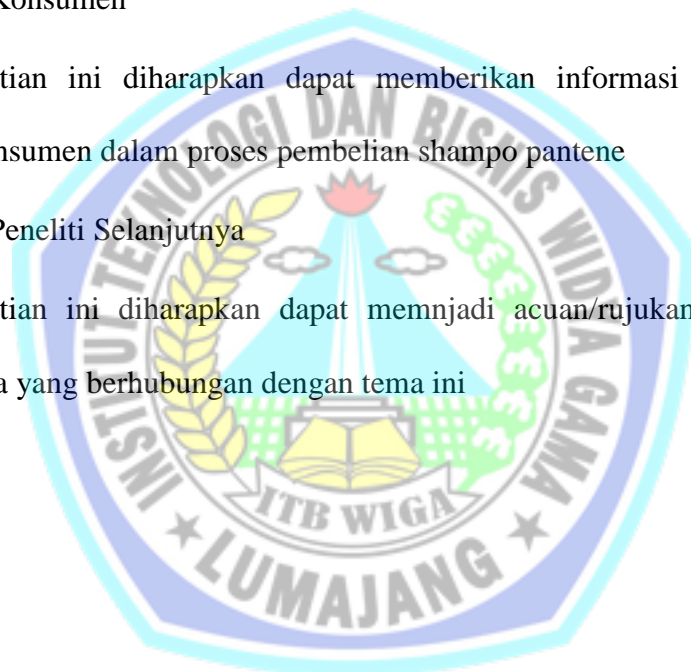 Konsumen
tian ini diharapkan dapat memberikan informasi
nsumen dalam proses pembelian shampo pantene
Peneliti Selanjutnya
tian ini diharapkan dapat memnjadi acuan/rujukan
a yang berhubungan dengan tema ini
INSTITUT TEKNOLOGI DAN BISNIS WIDYA GAMA
ITB WIGA
LUMAJANG